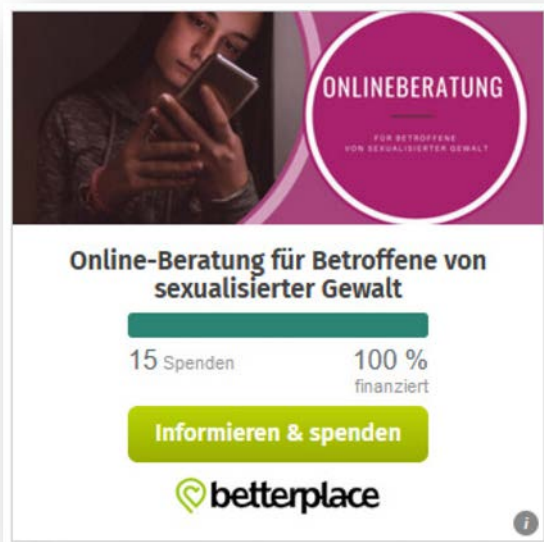 ONLINEBERATUNG
FÜR BETROFFENE
VON SEXUALISIERTER GEWALT
Online-Beratung für Betroffene von
sexualisierter Gewalt
15 Spenden
100 %
finanziert
Informieren & spenden
betterplace
i